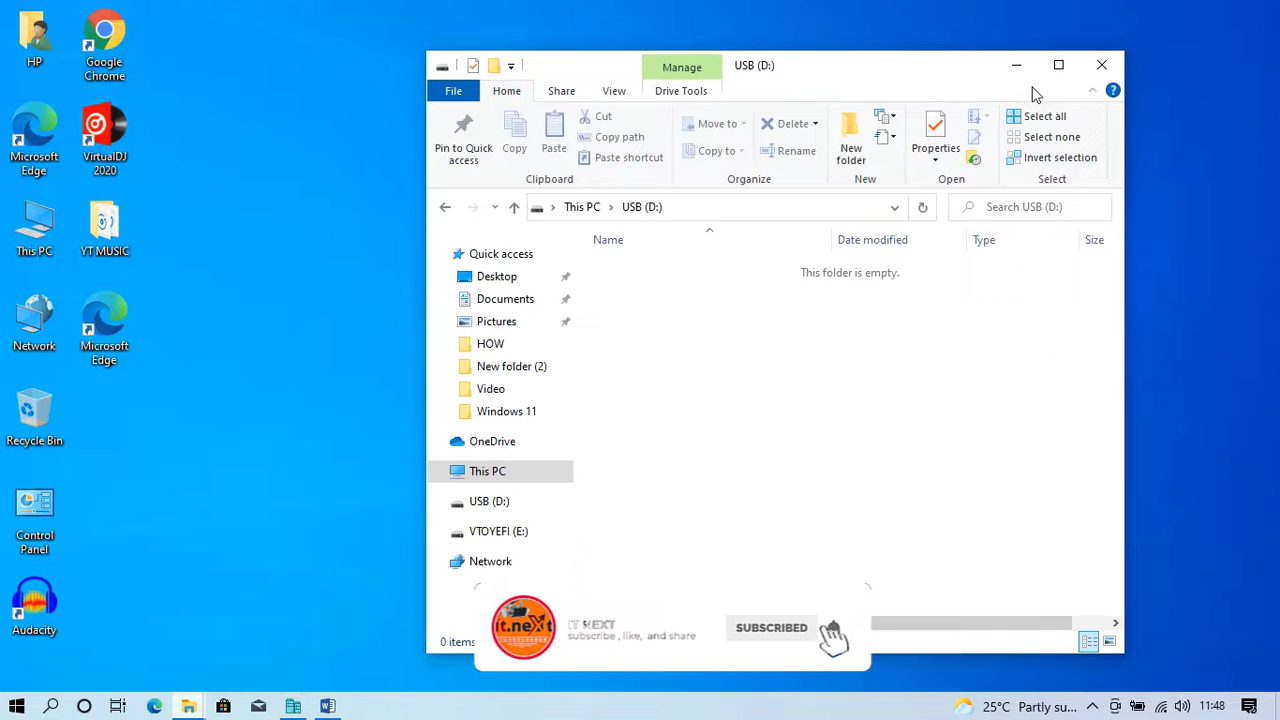 HP
Google
Chrome
Microsoft
Edge
VirtualDJ
2020
This PC
YT MUSIC
Network
Microsoft
Edge
Recycle Bin
Control
Panel
Audacity
Manage
USB (D:)
File
Home
Share
View
Drive Tools
Pin to Quick
access
Copy
Paste
Cut
Copy path
Paste shortcut
Clipboard
Move to
Copy to
Delete
Rename
Organize
New
folder
New
Properties
Open
Select all
Select none
Invert selection
Select
This PC
USB (D:)
Search USB (D:)
Name
Date modified
Type
Size
This folder is empty.
Quick access
Desktop
Documents
Pictures
HOW
New folder (2)
Video
Windows 11
OneDrive
This PC
USB (D:)
VTOYEFI (E:)
Network
0 items
it.neXt
IT NEXT
subscribe, like, and share
SUBSCRIBED
25°C Partly su...
11:48